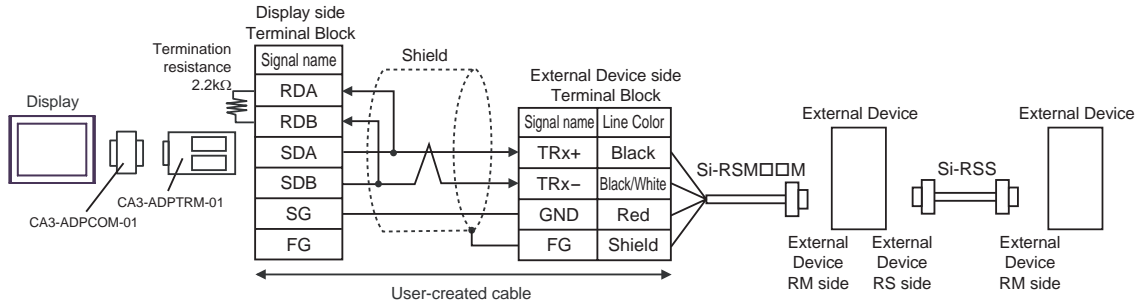 Display side
Terminal Block
Termination
resistance
2.2kΩ
Shield
Signal name
RDA
RDB
SDA
SDB
SG
FG
External Device side
Terminal Block
Signal name Line Color
TRx+ Black
TRx− Black/White
GND Red
FG Shield
Display
CA3-ADPCOM-01
CA3-ADPTRM-01
Si-RSM□□M
External Device
Si-RSS
External Device
External
Device
RM side
External
Device
RS side
External
Device
RM side
User-created cable